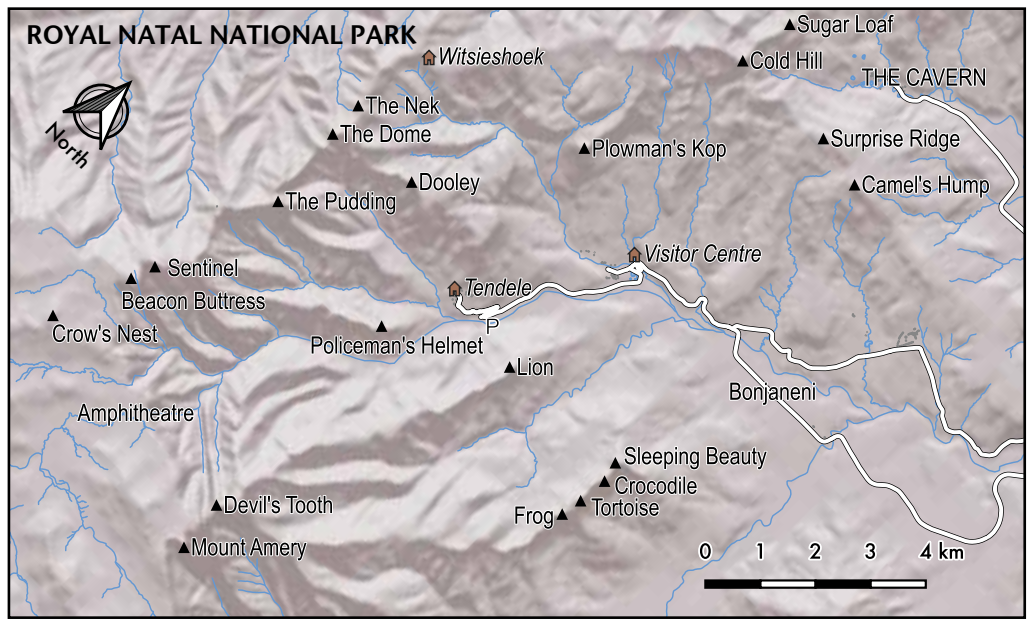 ROYAL NATAL NATIONAL PARK
Sugar Loaf
Witsieshoek
Cold Hill
THE CAVERN
The Nek
The Dome
North
Plowman's Kop
Surprise Ridge
Dooley
Camel's Hump
The Pudding
Visitor Centre
Sentinel
Beacon Buttress
Tendele
P
Crow's Nest
Policeman's Helmet
Lion
Bonjaneni
Amphitheatre
Sleeping Beauty
Crocodile
Tortoise
Frog
Devil's Tooth
Mount Amery
0 1 2 3 4 km